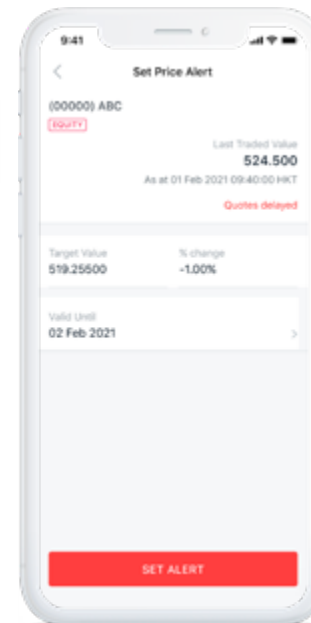 9:41
Set Price Alert
(00000) ABC
EQUITY
Last Traded Value
524.500
As at 01 Feb 2021 09:40:00 HKT
Quotes delayed
Target Value % change
519.25500 -1.00%
Valid Until
02 Feb 2021
SET ALERT